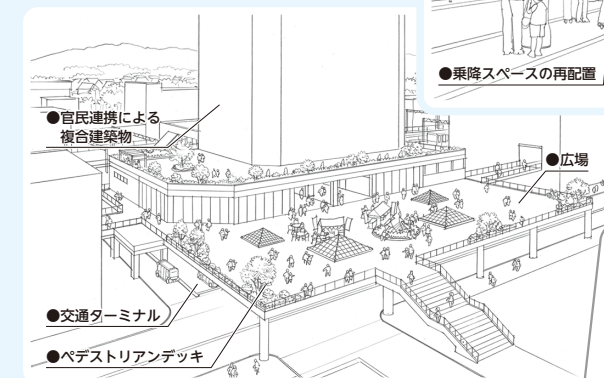 ●乗降スペースの再配置
●官民連携による
複合建築物
●広場
●交通ターミナル
●ペデストリアンデッキ